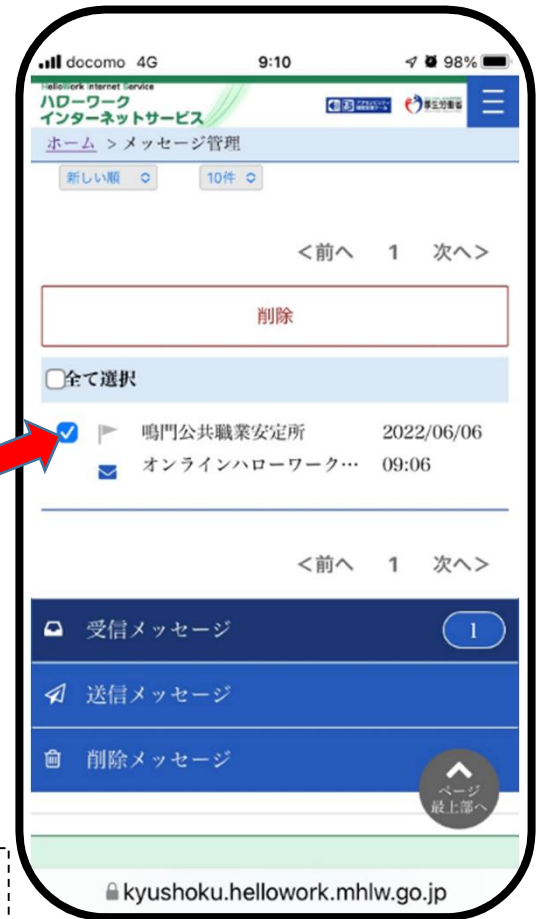 docomo 4G 9:10 98%
HelloWork Internet Service
ハローワーク
インターネットサービス
厚生労働省
ホーム > メッセージ管理
新しい順 10件
<前へ 1 次へ>
削除
全て選択
鳴門公共職業安定所 2022/06/06
オンラインハローワーク… 09:06
<前へ 1 次へ>
受信メッセージ 1
送信メッセージ
削除メッセージ
ページ
最上部へ
kyushoku.hellowork.mhlw.go.jp